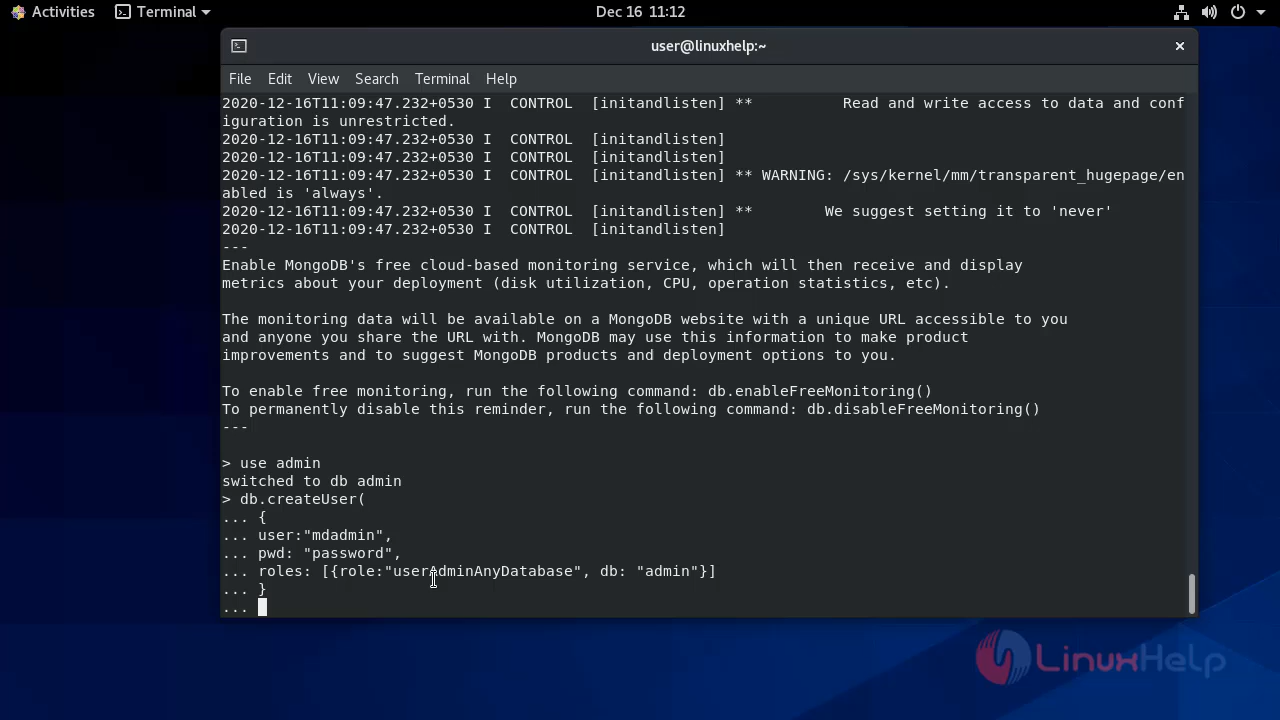 Activities Terminal Dec 16 11:12
user@linuxhelp:~
File Edit View Search Terminal Help
2020-12-16T11:09:47.232+0530 I  CONTROL  [initandlisten] **          Read and write access to data and conf
iguration is unrestricted.
2020-12-16T11:09:47.232+0530 I  CONTROL  [initandlisten]
2020-12-16T11:09:47.232+0530 I  CONTROL  [initandlisten]
2020-12-16T11:09:47.232+0530 I  CONTROL  [initandlisten] ** WARNING: /sys/kernel/mm/transparent_hugepage/en
abled is 'always'.
2020-12-16T11:09:47.232+0530 I  CONTROL  [initandlisten] **        We suggest setting it to 'never'
2020-12-16T11:09:47.232+0530 I  CONTROL  [initandlisten]
---
Enable MongoDB's free cloud-based monitoring service, which will then receive and display
metrics about your deployment (disk utilization, CPU, operation statistics, etc).
The monitoring data will be available on a MongoDB website with a unique URL accessible to you
and anyone you share the URL with. MongoDB may use this information to make product
improvements and to suggest MongoDB products and deployment options to you.
To enable free monitoring, run the following command: db.enableFreeMonitoring()
To permanently disable this reminder, run the following command: db.disableFreeMonitoring()
---
> use admin
switched to db admin
> db.createUser(
... {
... user:"mdadmin",
... pwd: "password",
... roles: [{role:"userAdminAnyDatabase", db: "admin"}]
... }
...
LinuxHelp